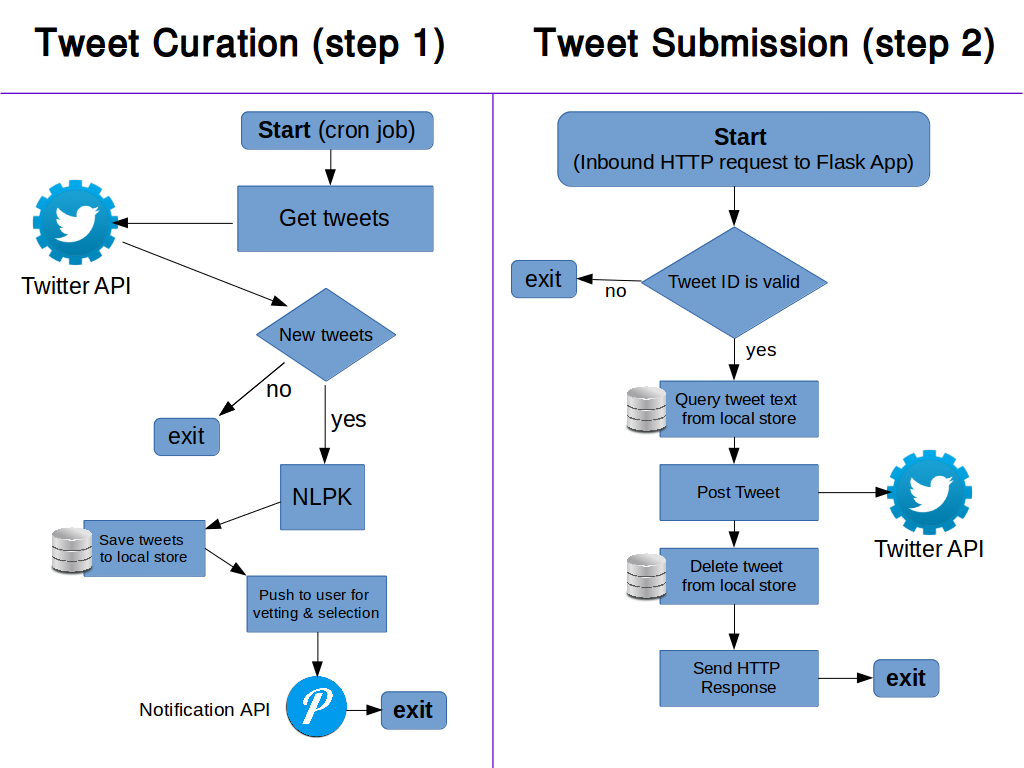 Tweet Curation (step 1)
Start (cron job)
Get tweets
Twitter API
New tweets
no
yes
exit
NLPK
Save tweets
to local store
Push to user for
vetting & selection
Notification API
exit
Tweet Submission (step 2)
Start
(Inbound HTTP request to Flask App)
Tweet ID is valid
exit
no
yes
Query tweet text
from local store
Post Tweet
Twitter API
Delete tweet
from local store
Send HTTP
Response
exit